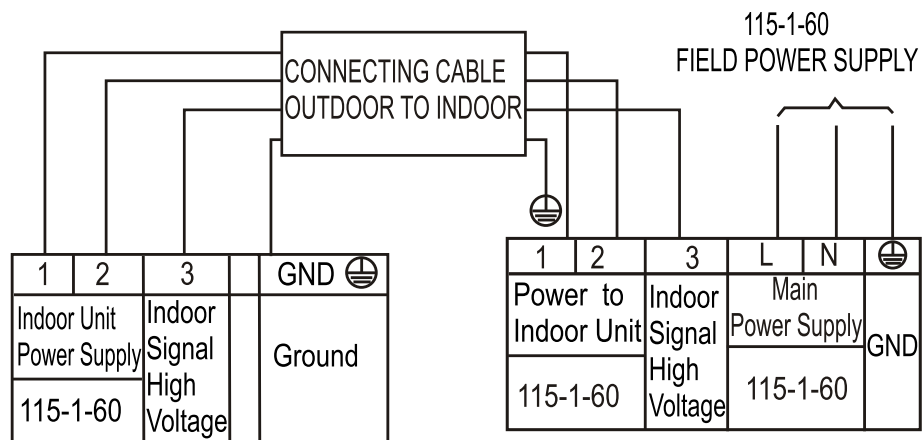 115-1-60
FIELD POWER SUPPLY
CONNECTING CABLE
OUTDOOR TO INDOOR
1 2 3 GND
Indoor Unit
Power Supply
115-1-60
Indoor
Signal
High
Voltage
Ground
1 2 3 L N
Power to
Indoor Unit
115-1-60
Indoor
Signal
High
Voltage
Main
Power Supply
115-1-60
GND